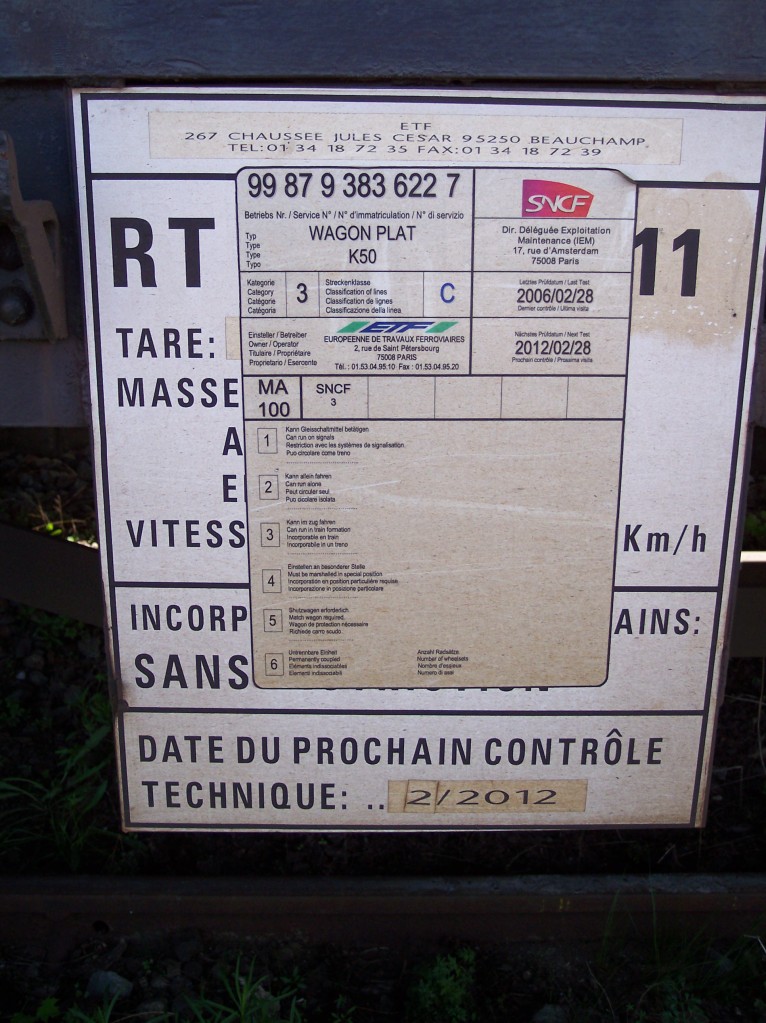 ETF
267 CHAUSSEE JULES CESAR 95250 BEAUCHAMP
TEL:01 34 18 72 35 FAX:01 34 18 72 39
99 87 9 383 622 7
Betriebs Nr. / Service N° / N° d'immatriculation / N° di servizio
Typ
Type
Type
Tipo
WAGON PLAT
K50
SNCF
Dir. Déléguée Exploitation
Maintenance (IEM)
17, rue d'Amsterdam
75008 Paris
RT
11
Kategorie
Category
Catégorie
Catégoria
3
Streckenklasse
Classification of lines
Classification de lignes
Classificazione della linea
C
Letztes Prüfdatum / Last Test
2006/02/28
Dernier contrôle / Ultima visita
Einsteller / Betreiber
Owner / Operator
Titulaire / Propriétaire
Proprietario / Esercente
ETF
EUROPEENNE DE TRAVAUX FERROVIAIRES
2, rue de Saint Pétersbourg
75008 PARIS
Tél. : 01.53.04.95.10 Fax : 01.53.04.95.20
Nächstes Prüfdatum / Next Test
2012/02/28
Prochain contrôle / Prossima visita
TARE:
MASSE
MA
100
SNCF
3
1
Kann Gleisschaltmittel betätigen
Can run on signals
Restriction avec les systèmes de signalisation.
Puo circolare come treno
2
Kann allein fahren
Can run alone
Peut circuler seul
Puo cicolare isolata
3
Kann im zug fahren
Can run in train formation
Incorporable en train
Incorporabile in un treno
VITESS
Km/h
4
Einstellen an besonderer Stelle
Must be marshelled in special position
Incorporation en position particulière requise
Incorporazione in posizione particolare
5
Shutzwagen erforderlich
Match wagon required.
Wagon de protection nécessaire
Richiede carro scudo.
INCORP
AINS:
6
Untrennbare Einheit
Permanently coupled
Eléments indissociables
Elementi indissociabili
Anzahl Radsätze
Number of wheelsets
Nombre d'essieux
Numero di assi
SANS
DATE DU PROCHAIN CONTRÔLE
TECHNIQUE: .. 2/2012